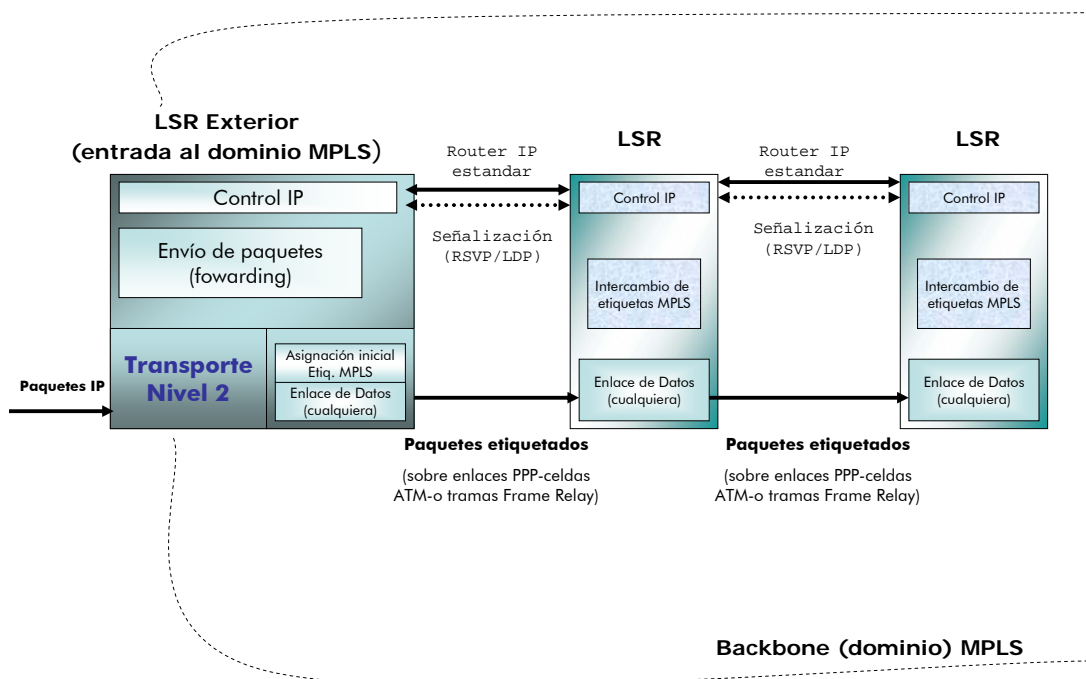 LSR Exterior
(entrada al dominio MPLS)
Control IP
Envío de paquetes
(fowarding)
Transporte
Nivel 2
Asignación inicial
Etiq. MPLS
Enlace de Datos
(cualquiera)
Paquetes IP
Router IP
estandar
Señalización
(RSVP/LDP)
Paquetes etiquetados
(sobre enlaces PPP-celdas
ATM-o tramas Frame Relay)
LSR
Control IP
Intercambio de
etiquetas MPLS
Enlace de Datos
(cualquiera)
Router IP
estandar
Señalización
(RSVP/LDP)
Paquetes etiquetados
(sobre enlaces PPP-celdas
ATM-o tramas Frame Relay)
LSR
Control IP
Intercambio de
etiquetas MPLS
Enlace de Datos
(cualquiera)
Backbone (dominio) MPLS